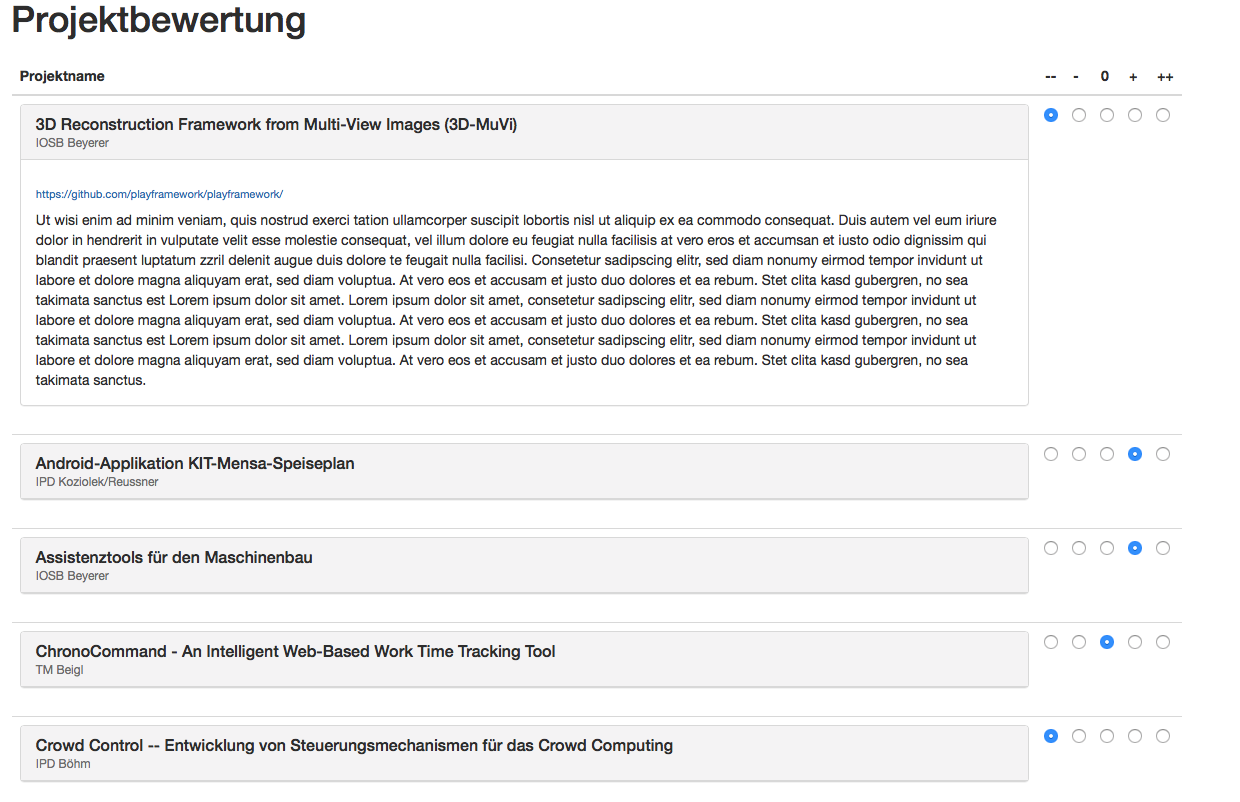 Projektbewertung
Projektname -- - 0 + ++
3D Reconstruction Framework from Multi-View Images (3D-MuVi)
IOSB Beyerer
https://github.com/playframework/playframework/
Ut wisi enim ad minim veniam, quis nostrud exerci tation ullamcorper suscipit lobortis nisl ut aliquip ex ea commodo consequat. Duis autem vel eum iriure
dolor in hendrerit in vulputate velit esse molestie consequat, vel illum dolore eu feugiat nulla facilisis at vero eros et accumsan et iusto odio dignissim qui
blandit praesent luptatum zzril delenit augue duis dolore te feugait nulla facilisi. Consetetur sadipscing elitr, sed diam nonumy eirmod tempor invidunt ut
labore et dolore magna aliquyam erat, sed diam voluptua. At vero eos et accusam et justo duo dolores et ea rebum. Stet clita kasd gubergren, no sea
takimata sanctus est Lorem ipsum dolor sit amet. Lorem ipsum dolor sit amet, consetetur sadipscing elitr, sed diam nonumy eirmod tempor invidunt ut
labore et dolore magna aliquyam erat, sed diam voluptua. At vero eos et accusam et justo duo dolores et ea rebum. Stet clita kasd gubergren, no sea
takimata sanctus est Lorem ipsum dolor sit amet. Lorem ipsum dolor sit amet, consetetur sadipscing elitr, sed diam nonumy eirmod tempor invidunt ut
labore et dolore magna aliquyam erat, sed diam voluptua. At vero eos et accusam et justo duo dolores et ea rebum. Stet clita kasd gubergren, no sea
takimata sanctus.
Android-Applikation KIT-Mensa-Speiseplan
IPD Koziolek/Reussner
Assistenztools für den Maschinenbau
IOSB Beyerer
ChronoCommand - An Intelligent Web-Based Work Time Tracking Tool
TM Beigl
Crowd Control -- Entwicklung von Steuerungsmechanismen für das Crowd Computing
IPD Böhm